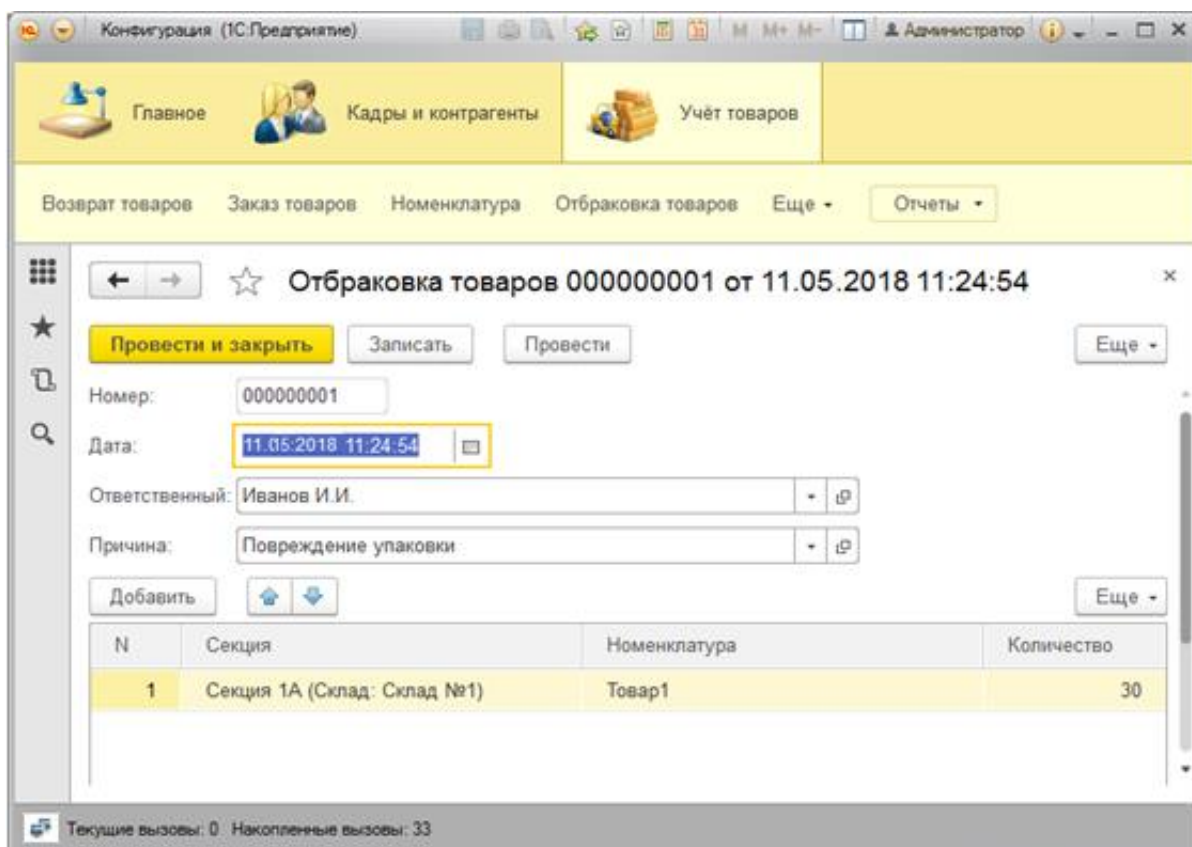 Конфигурация (1С:Предприятие) M M+ M- Администратор
Главное Кадры и контрагенты Учёт товаров
Возврат товаров Заказ товаров Номенклатура Отбраковка товаров Еще Отчеты
Отбраковка товаров 000000001 от 11.05.2018 11:24:54
Провести и закрыть Записать Провести Еще
Номер: 000000001
Дата: 11.05.2018 11:24:54
Ответственный: Иванов И.И.
Причина: Повреждение упаковки
Добавить Еще
N Секция Номенклатура Количество
1 Секция 1А (Склад: Склад №1) Товар1 30
Текущие вызовы: 0 Накопленные вызовы: 33